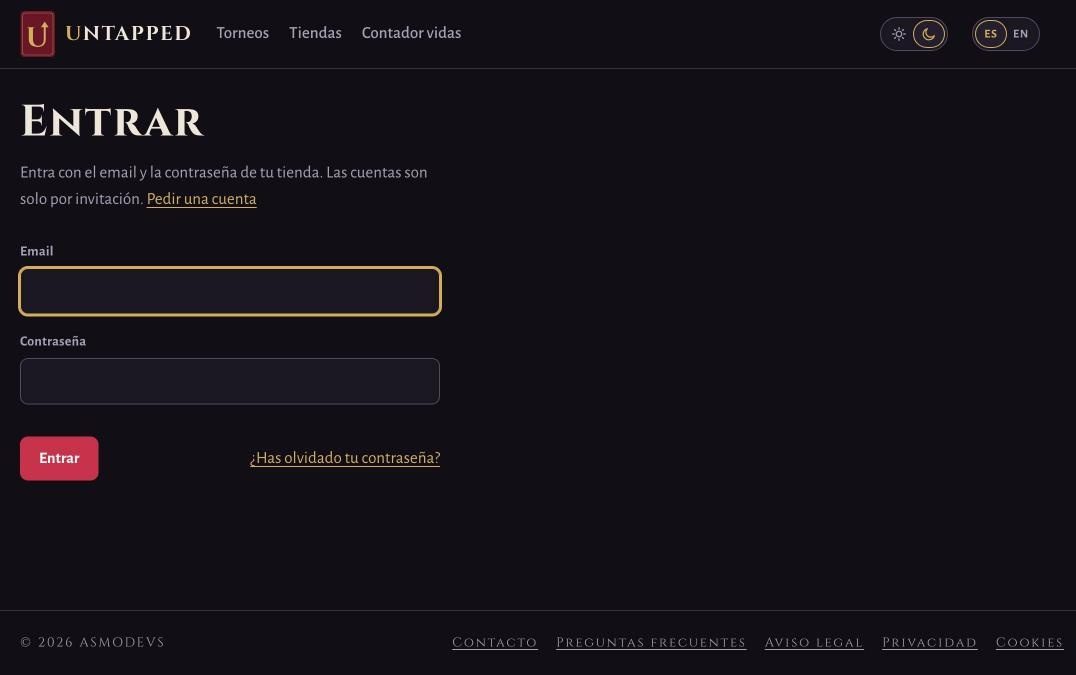 U UNTAPPED Torneos Tiendas Contador vida ES EN
Entrar
Entra con el email y la contraseña de tu tienda. Las cuentas son
solo por invitación. Pedir una cuenta
Email
Contraseña
Entrar ¿Has olvidado tu contraseña?
© 2026 ASMODEVS Contacto Preguntas frecuentes Aviso legal Privacidad Cookies